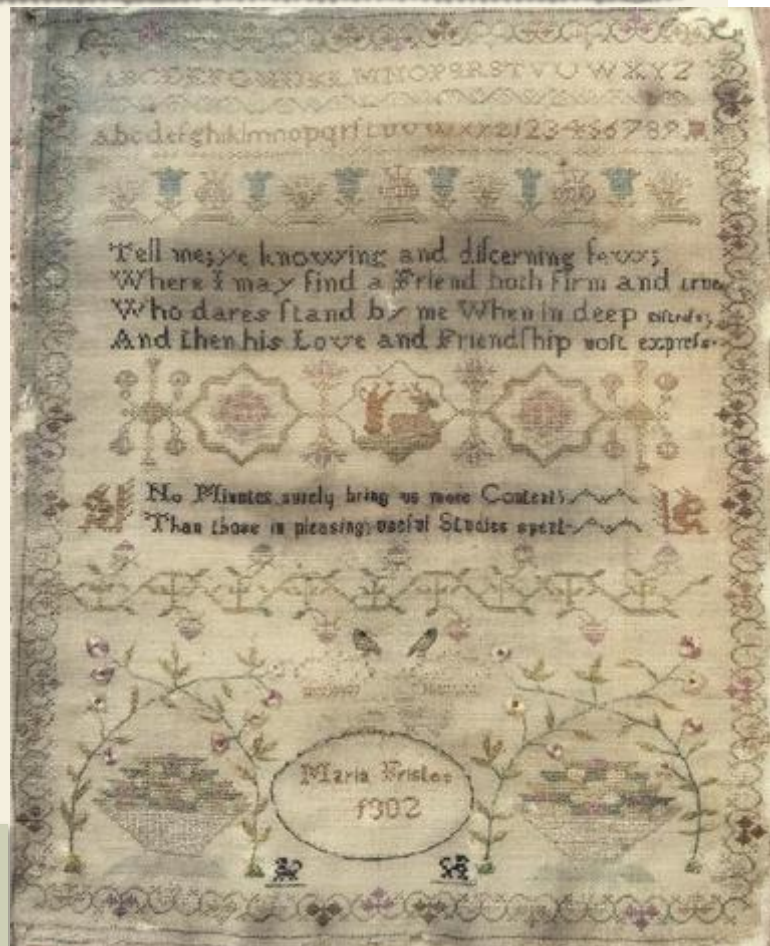 ABCDEFGHIKLMNOPQRSTVUWXYZ
abcdefghiklmnopqrſtuvwxyz123456789
Tell me; ye knowing and diſcerning few;
Where I may find a Friend both firm and true
Who dares ſtand by me When in deep diſtreſs;
And then his Love and Friendſhip moſt expreſs
No Minutes surely bring us more Content;
Than those in pleasing; useful Studies spent
Maria
1802